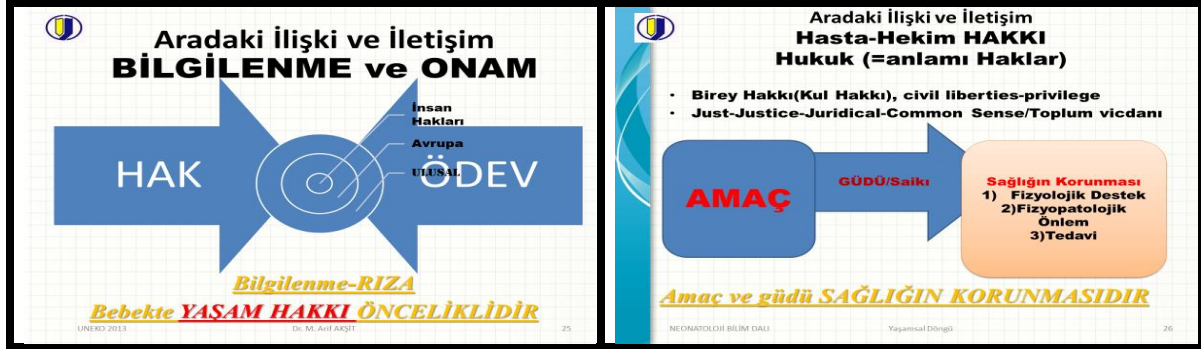 Aradaki İlişki ve İletişim
BİLGİLENME ve ONAM
HAK
İnsan
Hakları
Avrupa
ULUSAL
ÖDEV
Bilgilenme-RIZA
Bebekte YAŞAM HAKKI ÖNCELİKLİDİR
UNEKO 2013
Dr. M. Arif AKŞİT
25
Aradaki İlişki ve İletişim
Hasta-Hekim HAKKI
Hukuk (=anlamı Haklar)
• Birey Hakkı(Kul Hakkı), civil liberties-privilege
• Just-Justice-Juridical-Common Sense/Toplum vicdanı
AMAÇ
GÜDÜ/Saikı
Sağlığın Korunması
1) Fizyolojik Destek
2)Fizyopatolojik
Önlem
3)Tedavi
Amaç ve güdü SAĞLIĞIN KORUNMASIDIR
NEONATOLOJİ BİLİM DALI
Yaşamsal Döngü
26